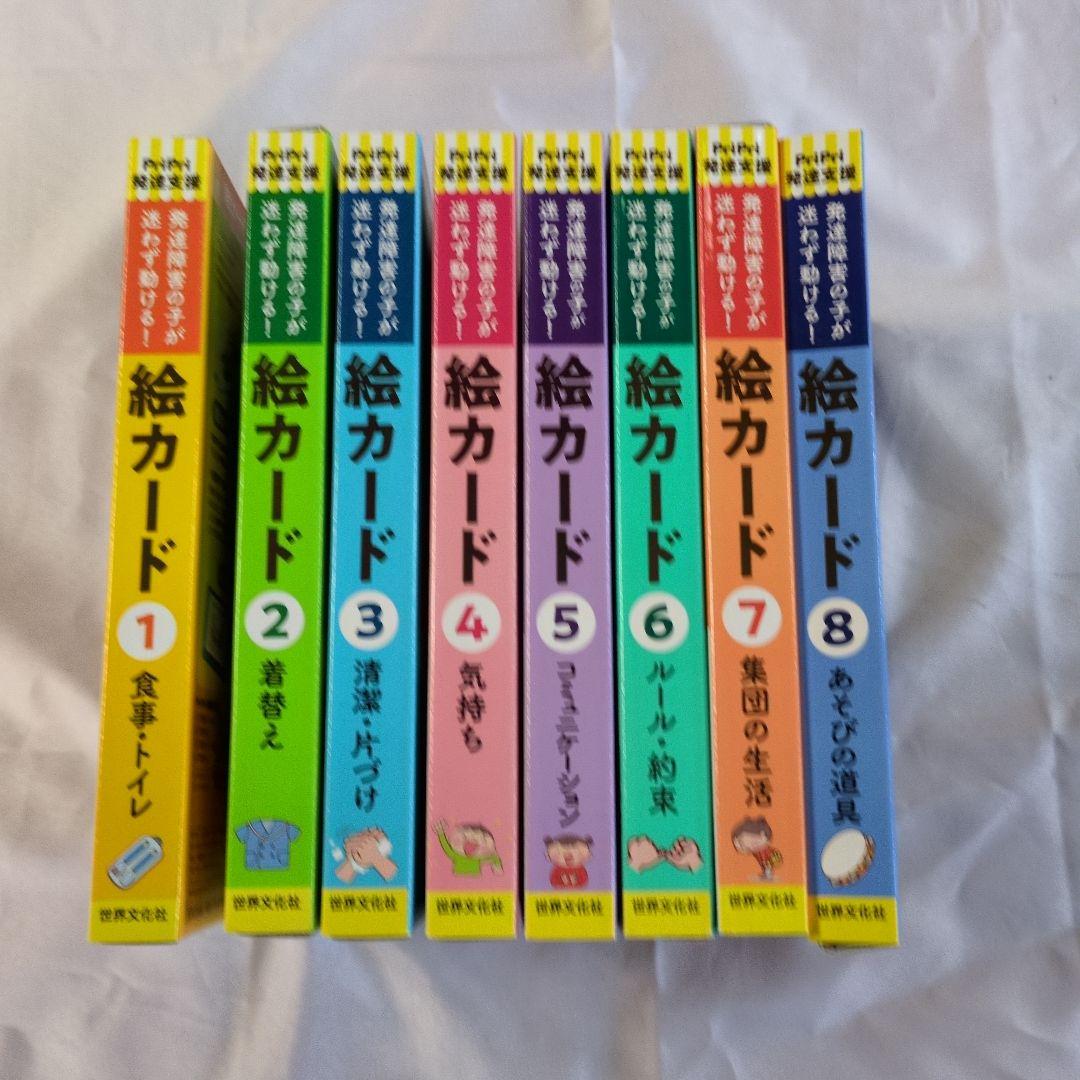 PriPri
発達支援
発達障害の子が
迷わず動ける!
絵カード
1
食事・トイレ
世界文化社
PriPri
発達支援
発達障害の子が
迷わず動ける!
絵カード
2
着替え
世界文化社
PriPri
発達支援
発達障害の子が
迷わず動ける!
絵カード
3
清潔・片づけ
世界文化社
PriPri
発達支援
発達障害の子が
迷わず動ける!
絵カード
4
気持ち
世界文化社
PriPri
発達支援
発達障害の子が
迷わず動ける!
絵カード
5
コミュニケーション
世界文化社
PriPri
発達支援
発達障害の子が
迷わず動ける!
絵カード
6
ルール・約束
世界文化社
PriPri
発達支援
発達障害の子が
迷わず動ける!
絵カード
7
集団の生活
世界文化社
PriPri
発達支援
発達障害の子が
迷わず動ける!
絵カード
8
あそびの道具
世界文化社